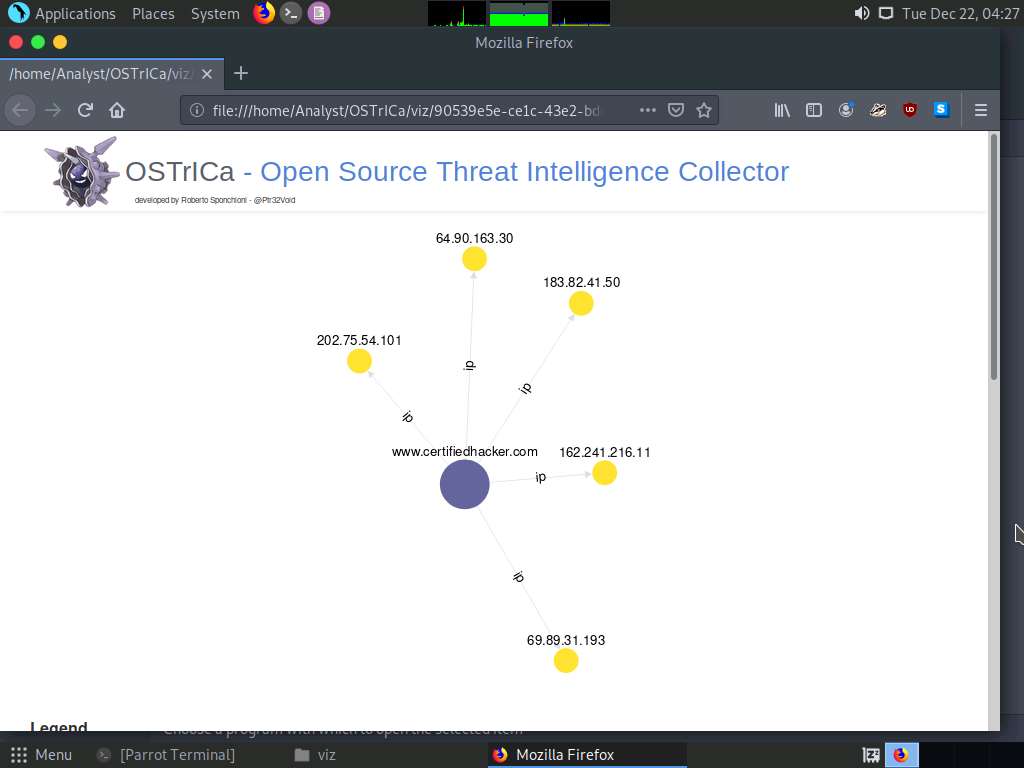 Applications Places System Tue Dec 22, 04:27
Mozilla Firefox
/home/Analyst/OSTrICa/viz/
file:///home/Analyst/OSTrICa/viz/90539e5e-ce1c-43e2-bd
OSTrICa - Open Source Threat Intelligence Collector
developed by Roberto Sponchioni - @Ptr32Void
64.90.163.30
183.82.41.50
202.75.54.101
ip
ip
ip
www.certifiedhacker.com
162.241.216.11
ip
ip
69.89.31.193
Legend
Choose a program with which to open the selected item
Menu [Parrot Terminal] viz Mozilla Firefox